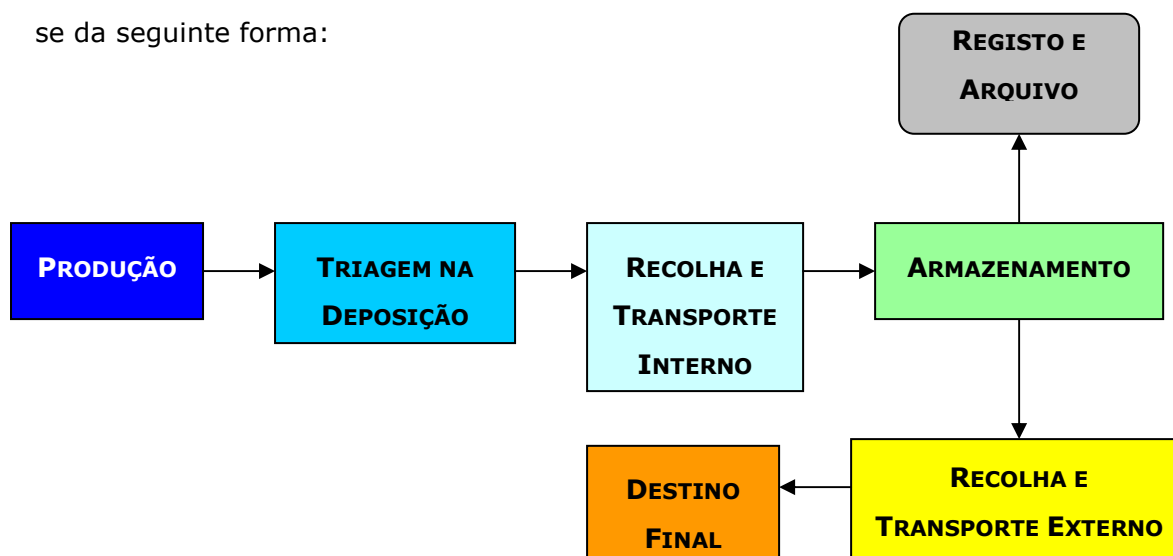 se da seguinte forma:
REGISTO E
ARQUIVO
PRODUÇÃO
TRIAGEM NA
DEPOSIÇÃO
RECOLHA E
TRANSPORTE
INTERNO
ARMAZENAMENTO
DESTINO
FINAL
RECOLHA E
TRANSPORTE EXTERNO